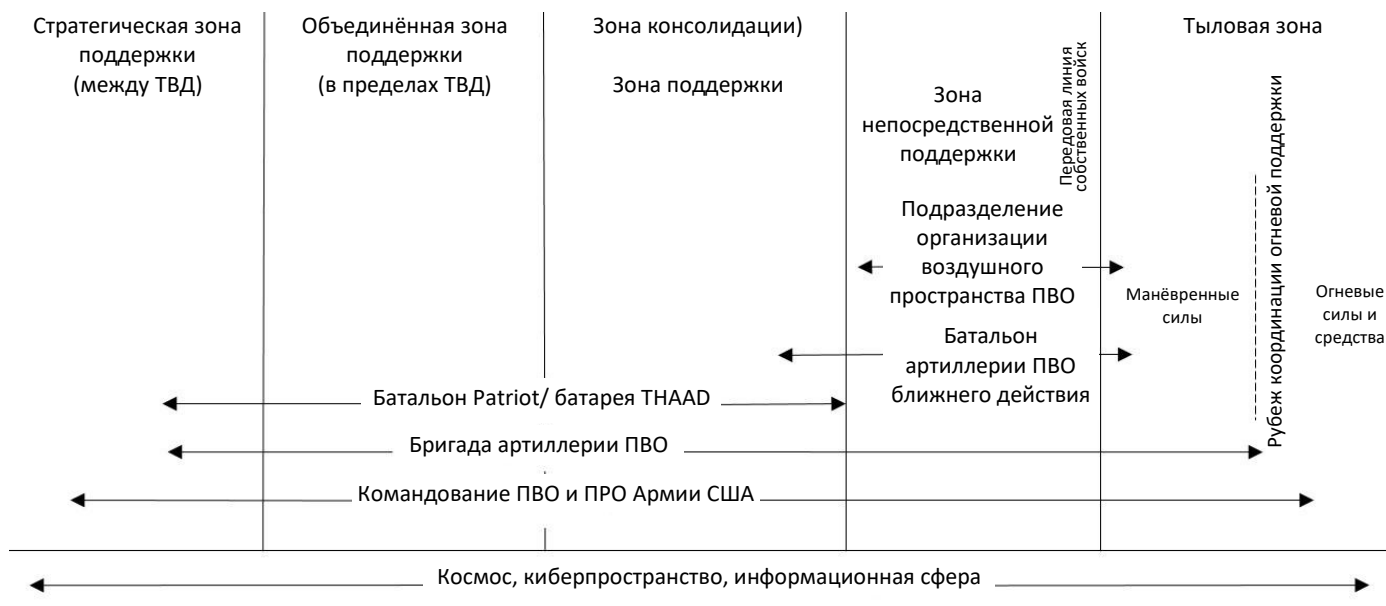 Стратегическая зона
поддержки
(между ТВД)
Объединённая зона
поддержки
(в пределах ТВД)
Зона консолидации)
Зона поддержки
Зона
непосредственной
поддержки
Передовая линия
собственных войск
Тыловая зона
Рубеж координации огневой поддержки
Подразделение
организации
воздушного
пространства ПВО
Манёвренные
силы
Огневые
силы и
средства
Батальон
артиллерии ПВО
ближнего действия
Батальон Patriot/ батарея THAAD
Бригада артиллерии ПВО
Командование ПВО и ПРО Армии США
Космос, киберпространство, информационная сфера